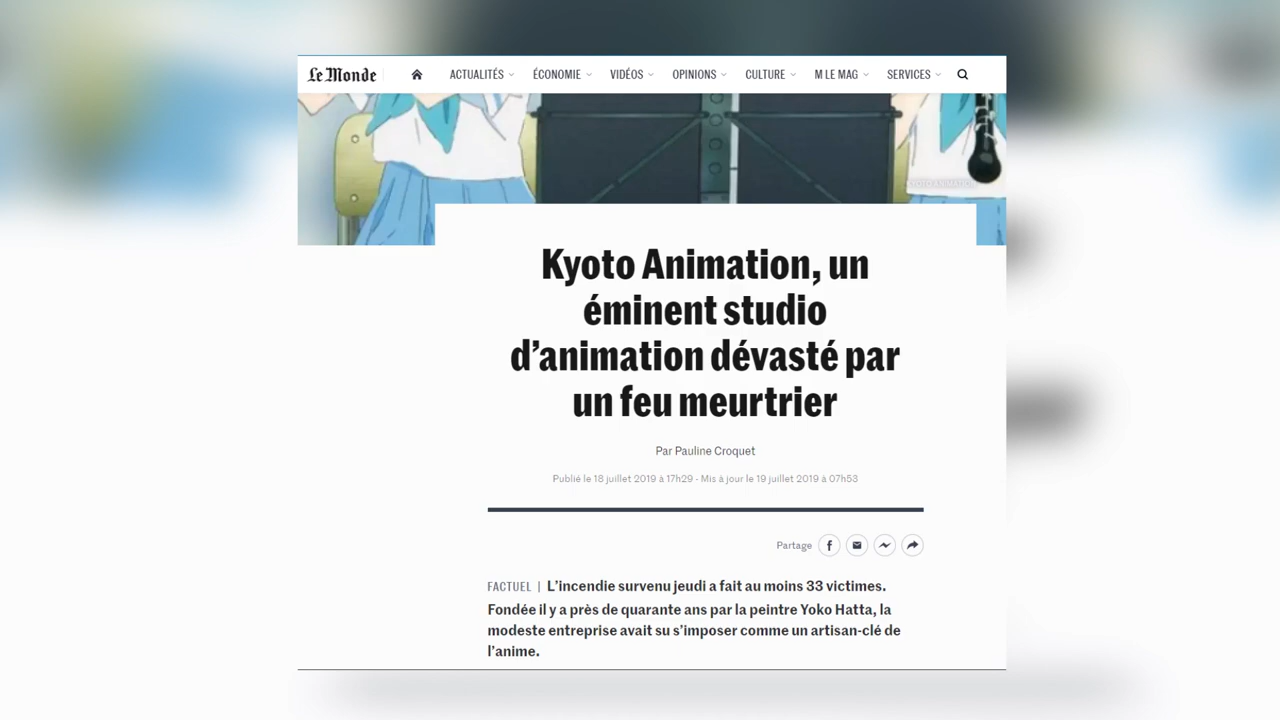 Le Monde
ACTUALITÉS ÉCONOMIE VIDÉOS OPINIONS CULTURE M LE MAG SERVICES
KYOTO ANIMATION
Kyoto Animation, un
éminent studio
d’animation dévasté par
un feu meurtrier
Par Pauline Croquet
Publié le 18 juillet 2019 à 17h29 - Mis à jour le 19 juillet 2019 à 07h53
Partage
FACTUEL | L’incendie survenu jeudi a fait au moins 33 victimes.
Fondée il y a près de quarante ans par la peintre Yoko Hatta, la
modeste entreprise avait su s’imposer comme un artisan-clé de
l’anime.